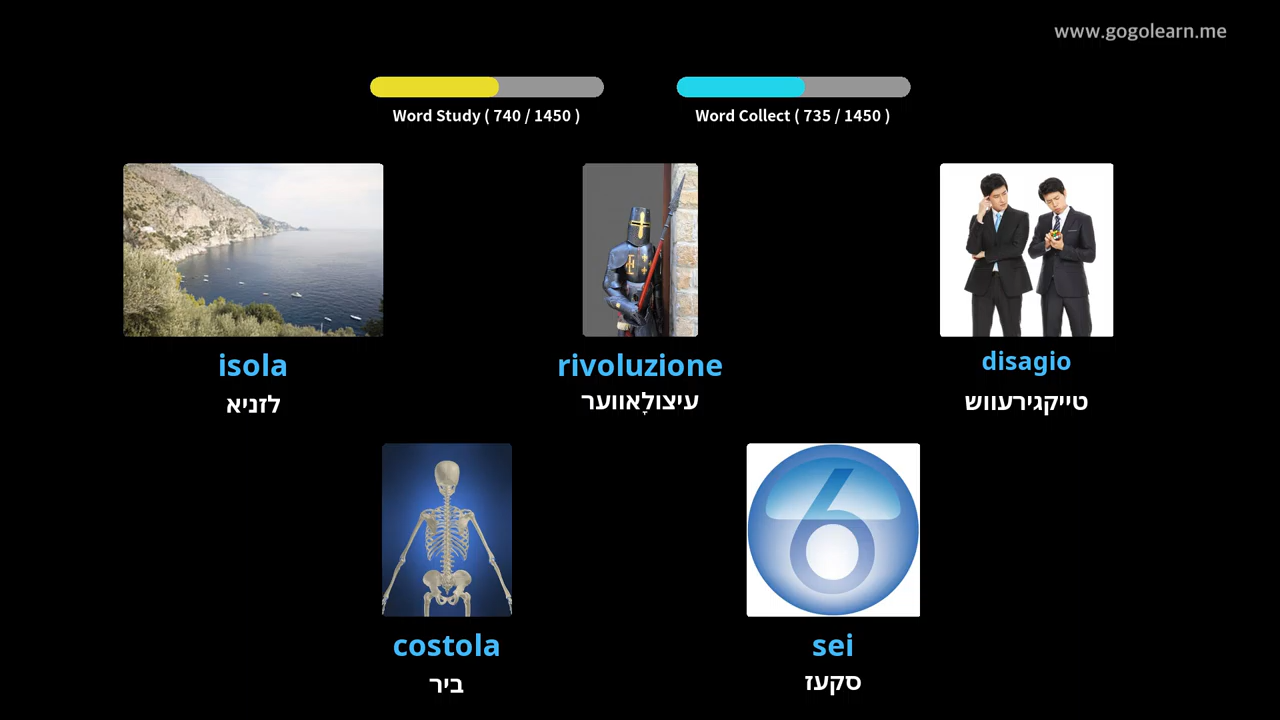 www.gogolearn.me
Word Study ( 740 / 1450 )
Word Collect ( 735 / 1450 )
isola
לזניא
rivoluzione
עיצולָאווער
disagio
טייקגירעווש
costola
ביר
sei
סקעז
6